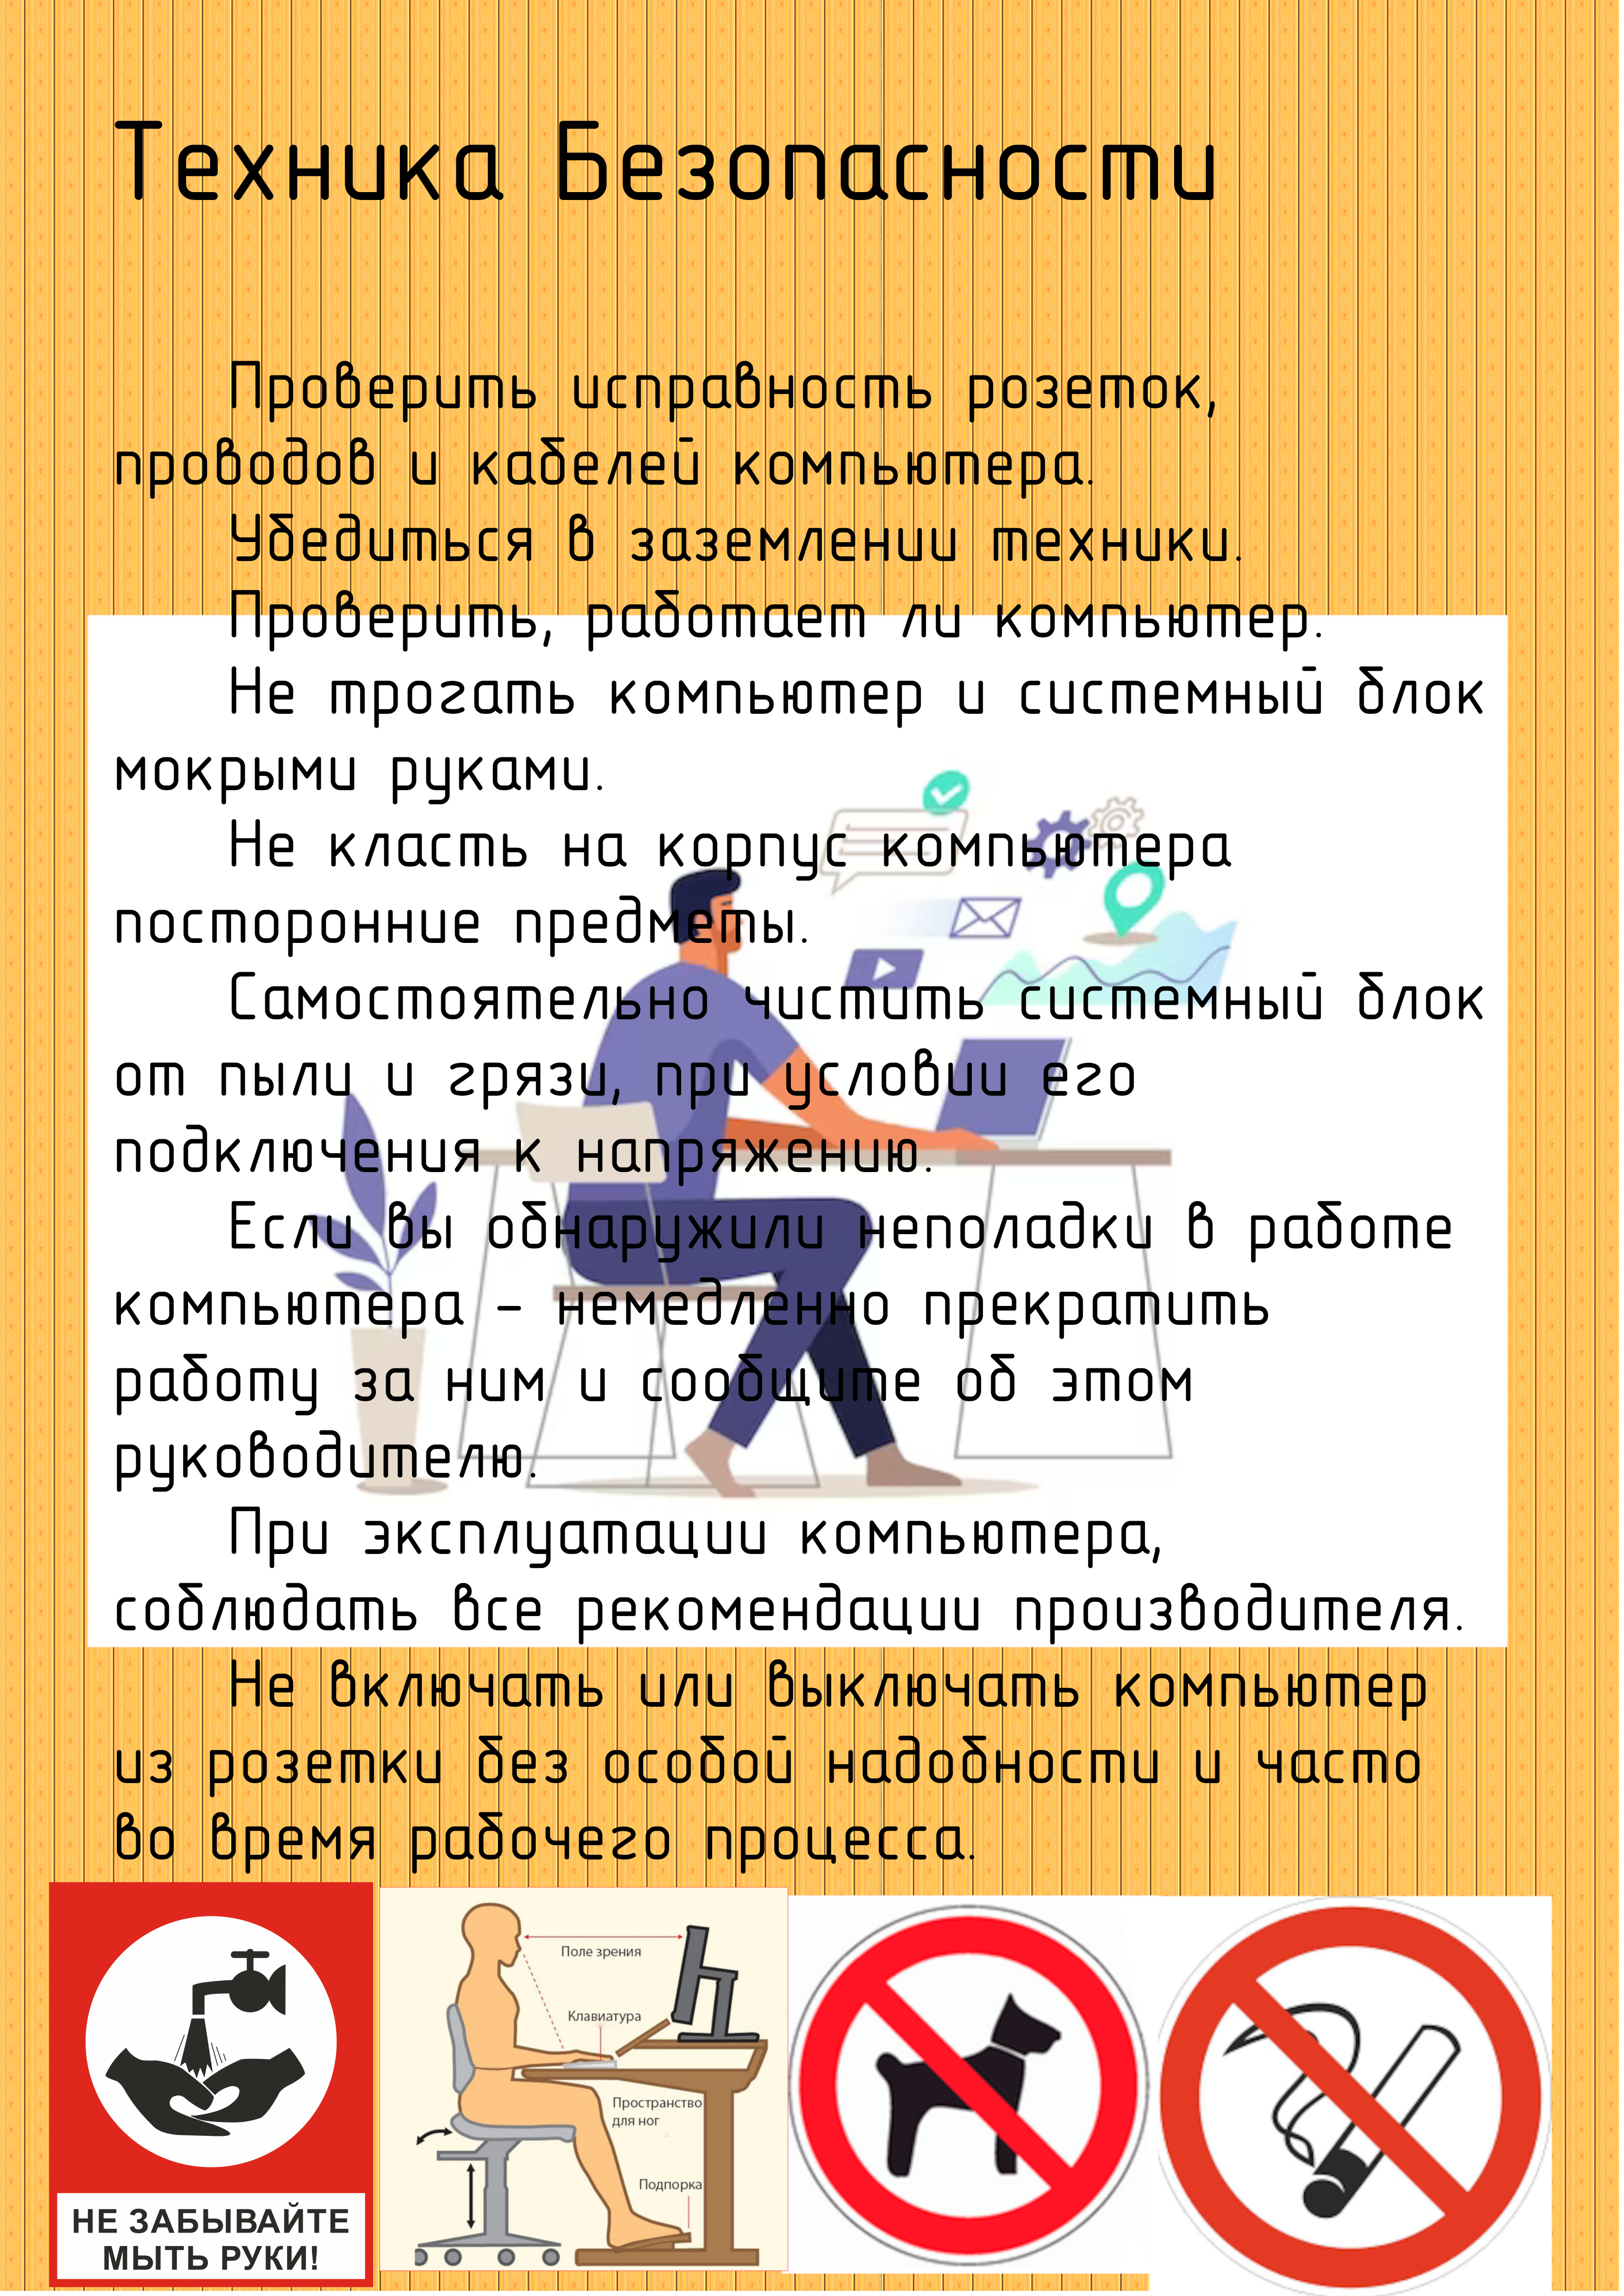 Техника Безопасности
Проверить исправность розеток,
проводов и кабелей компьютера.
Убедиться в заземлении техники.
Проверить, работает ли компьютер.
Не трогать компьютер и системный блок
мокрыми руками.
Не класть на корпус компьютера
посторонние предметы.
Самостоятельно чистить системный блок
от пыли и грязи, при условии его
подключения к напряжению.
Если вы обнаружили неполадки в работе
компьютера – немедленно прекратить
работу за ним и сообщите об этом
руководителю.
При эксплуатации компьютера,
соблюдать все рекомендации производителя.
Не включать или выключать компьютер
из розетки без особой надобности и часто
во время рабочего процесса.
НЕ ЗАБЫВАЙТЕ
МЫТЬ РУКИ!
Поле зрения
Клавиатура
Пространство
для ног
Подпорка